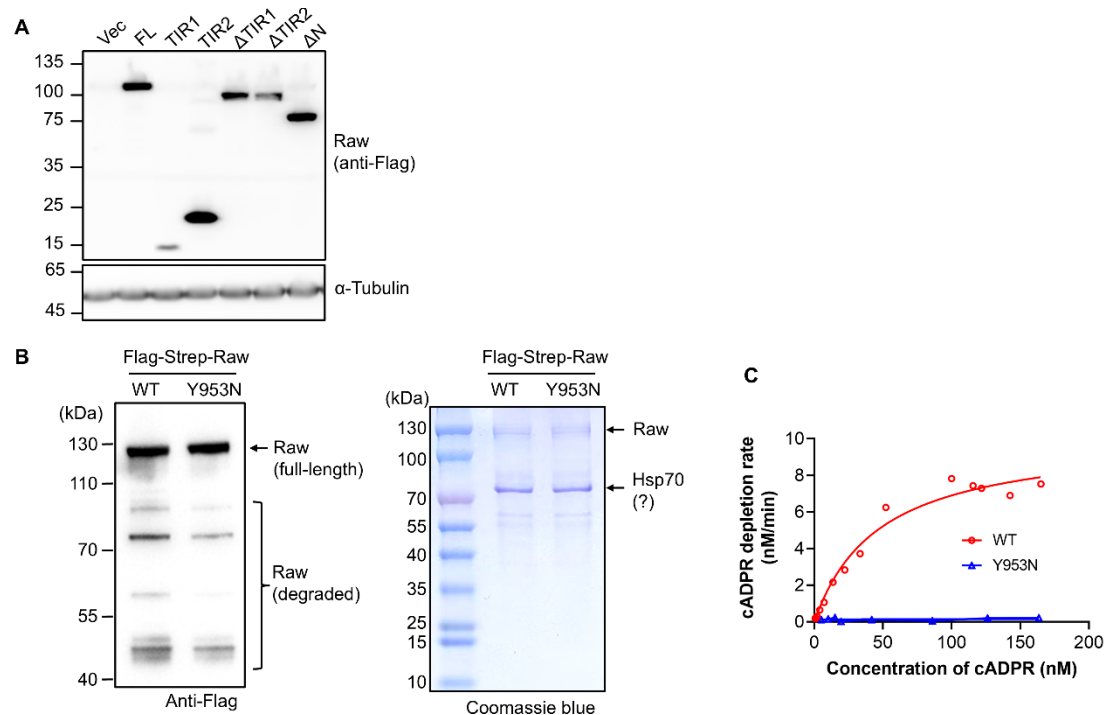 A
Vec FL TIR1 TIR2 ΔTIR1 ΔTIR2 ΔN
135
100
75
35
25
15
Raw
(anti-Flag)
65
45
α-Tubulin
B
Flag-Strep-Raw
WT Y953N
(kDa)
130
110
70
55
40
Raw
(full-length)
Raw
(degraded)
Anti-Flag
Flag-Strep-Raw
WT Y953N
(kDa)
130
100
70
55
40
35
25
15
10
Raw
Hsp70
(?)
Coomassie blue
C
cADPR depletion rate
(nM/min)
10
8
6
4
2
0
0 50 100 150 200
WT
Y953N
Concentration of cADPR (nM)